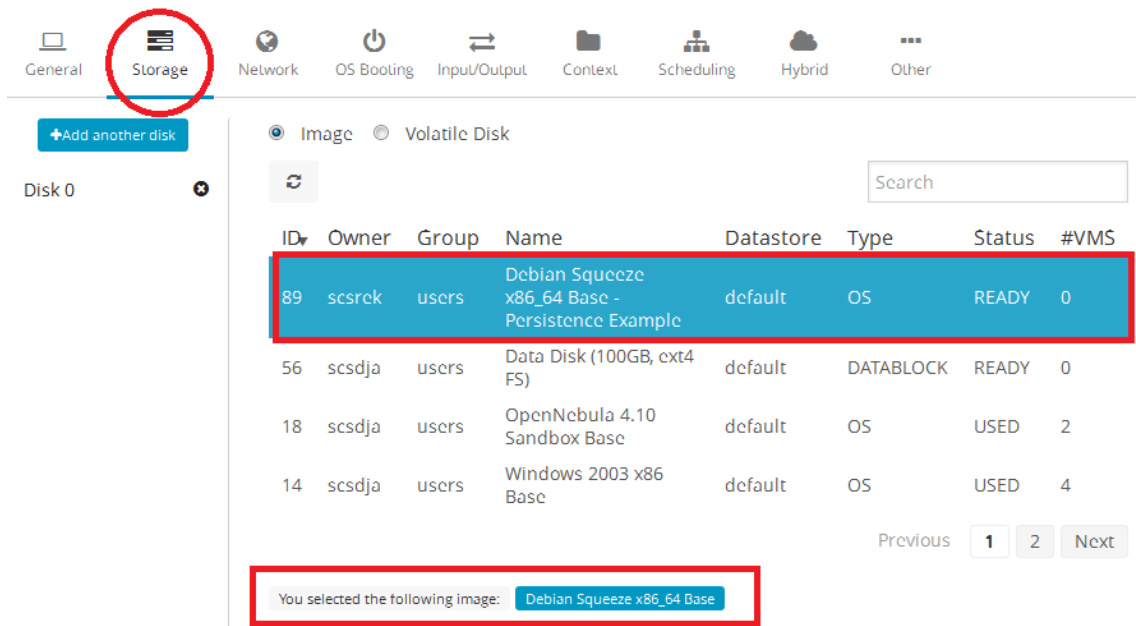 General Storage Network OS Booting Input/Output Context Scheduling Hybrid Other
+Add another disk
Image Volatile Disk
Disk 0
Search
ID Owner Group Name Datastore Type Status #VMS
Debian Squeeze
89 scsrek users x86_64 Base - default OS READY 0
Persistence Example
Data Disk (100GB, ext4
56 scsdja users default DATABLOCK READY 0
FS)
OpenNebula 4.10
18 scsdja users default OS USED 2
Sandbox Base
Windows 2003 x86
14 scsdja users default OS USED 4
Base
Previous 1 2 Next
You selected the following image: Debian Squeeze x86_64 Base